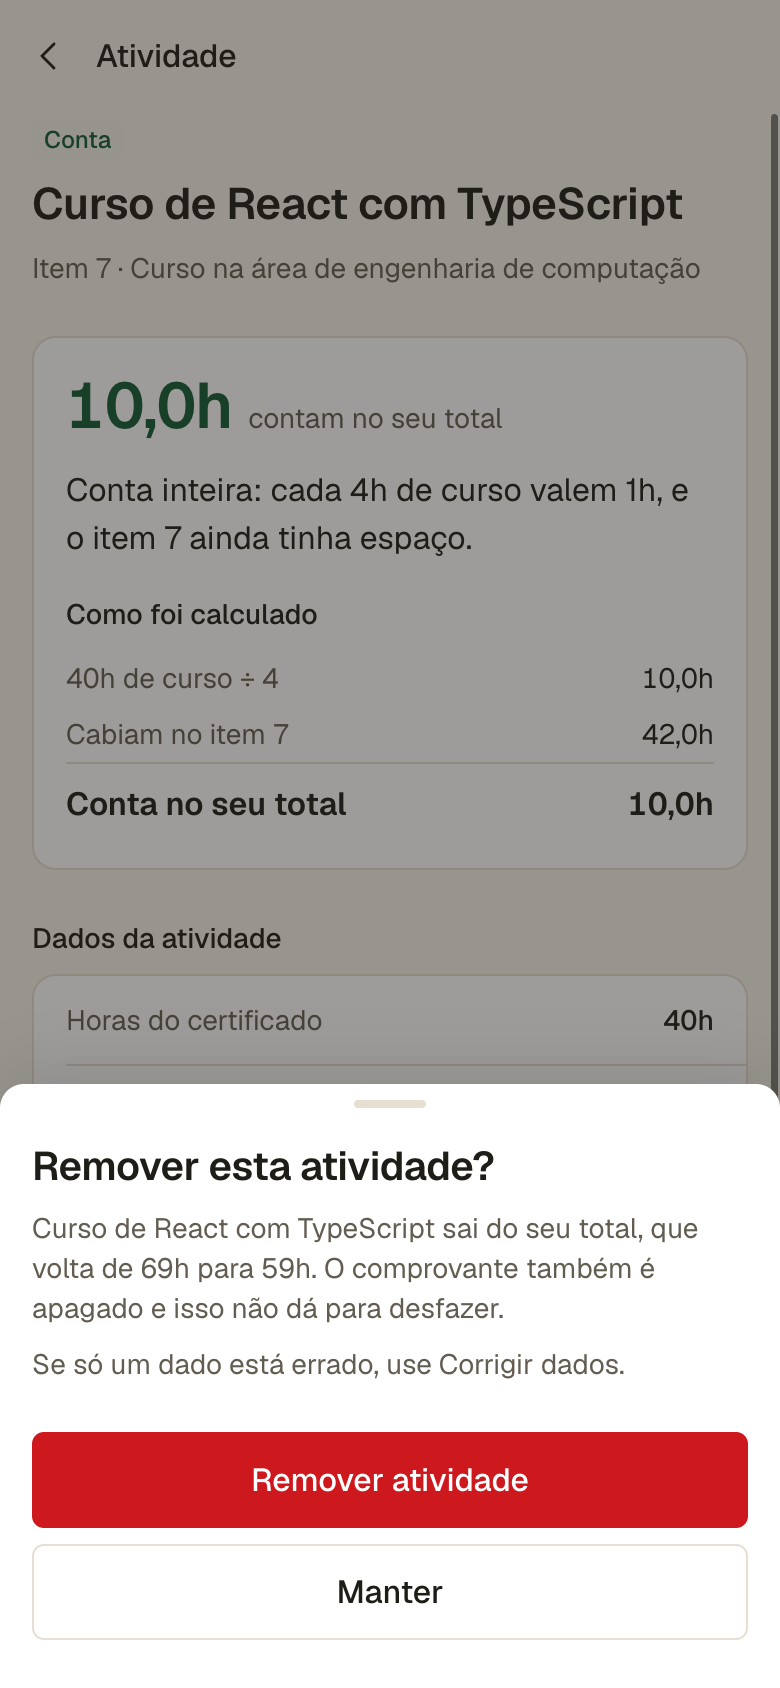 Atividade
Conta
Curso de React com TypeScript
Item 7 · Curso na área de engenharia de computação
10,0h contam no seu total
Conta inteira: cada 4h de curso valem 1h, e
o item 7 ainda tinha espaço.
Como foi calculado
40h de curso ÷ 4 10,0h
Cabiam no item 7 42,0h
Conta no seu total 10,0h
Dados da atividade
Horas do certificado 40h
Remover esta atividade?
Curso de React com TypeScript sai do seu total, que
volta de 69h para 59h. O comprovante também é
apagado e isso não dá para desfazer.
Se só um dado está errado, use Corrigir dados.
Remover atividade
Manter